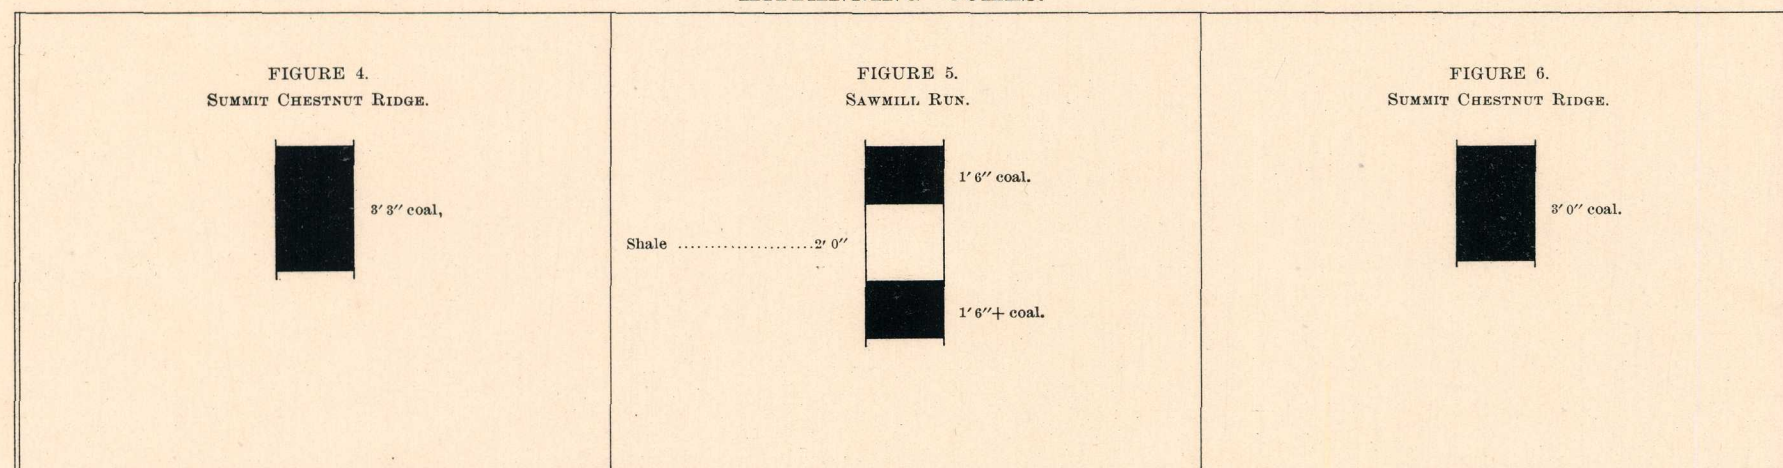 FIGURE 4.
SUMMIT CHESTNUT RIDGE.
3' 3" coal,
FIGURE 5.
SAWMILL RUN.
1' 6" coal.
Shale ....................2' 0"
1' 6"+ coal.
FIGURE 6.
SUMMIT CHESTNUT RIDGE.
3' 0" coal.